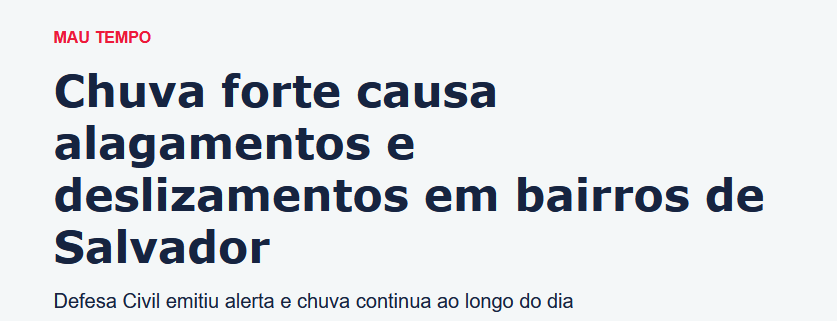 MAU TEMPO
Chuva forte causa
alagamentos e
deslizamentos em bairros de
Salvador
Defesa Civil emitiu alerta e chuva continua ao longo do dia